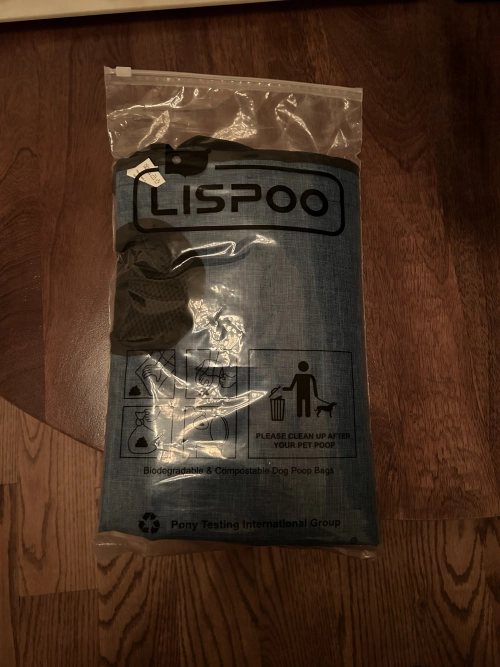 LISPOO
PLEASE CLEAN UP AFTER
YOUR PET POOP
Biodegradable & Compostable Dog Poop Bags
Pony Testing International Group